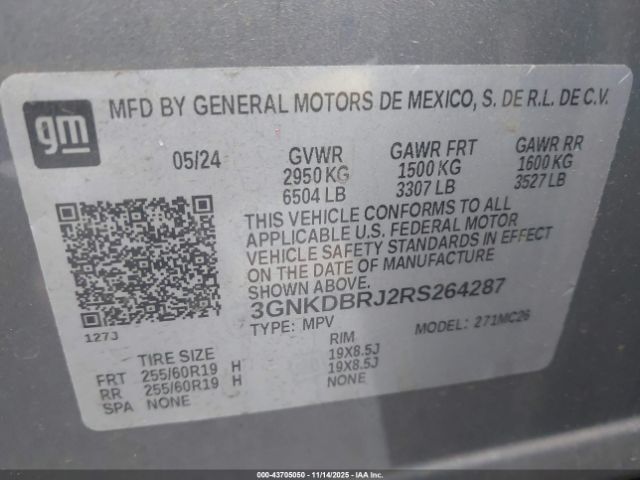 gm
MFD BY GENERAL MOTORS DE MEXICO, S. DE R.L. DE C.V.
05/24 GVWR GAWR FRT GAWR RR
2950 KG 1500 KG 1600 KG
6504 LB 3307 LB 3527 LB
THIS VEHICLE CONFORMS TO ALL
APPLICABLE U.S. FEDERAL MOTOR
VEHICLE SAFETY STANDARDS IN EFFECT
ON THE DATE OF MANUFACTURE
SHOWN ABOVE.
3GNKDBRJ2RS264287
TYPE: MPV MODEL: 271MC26
127J
TIRE SIZE RIM
FRT 255/60R19 H 19X8.5J
RR 255/60R19 H 19X8.5J
SPA NONE NONE
000-43705050 - 11/14/2025 - IAA Inc.